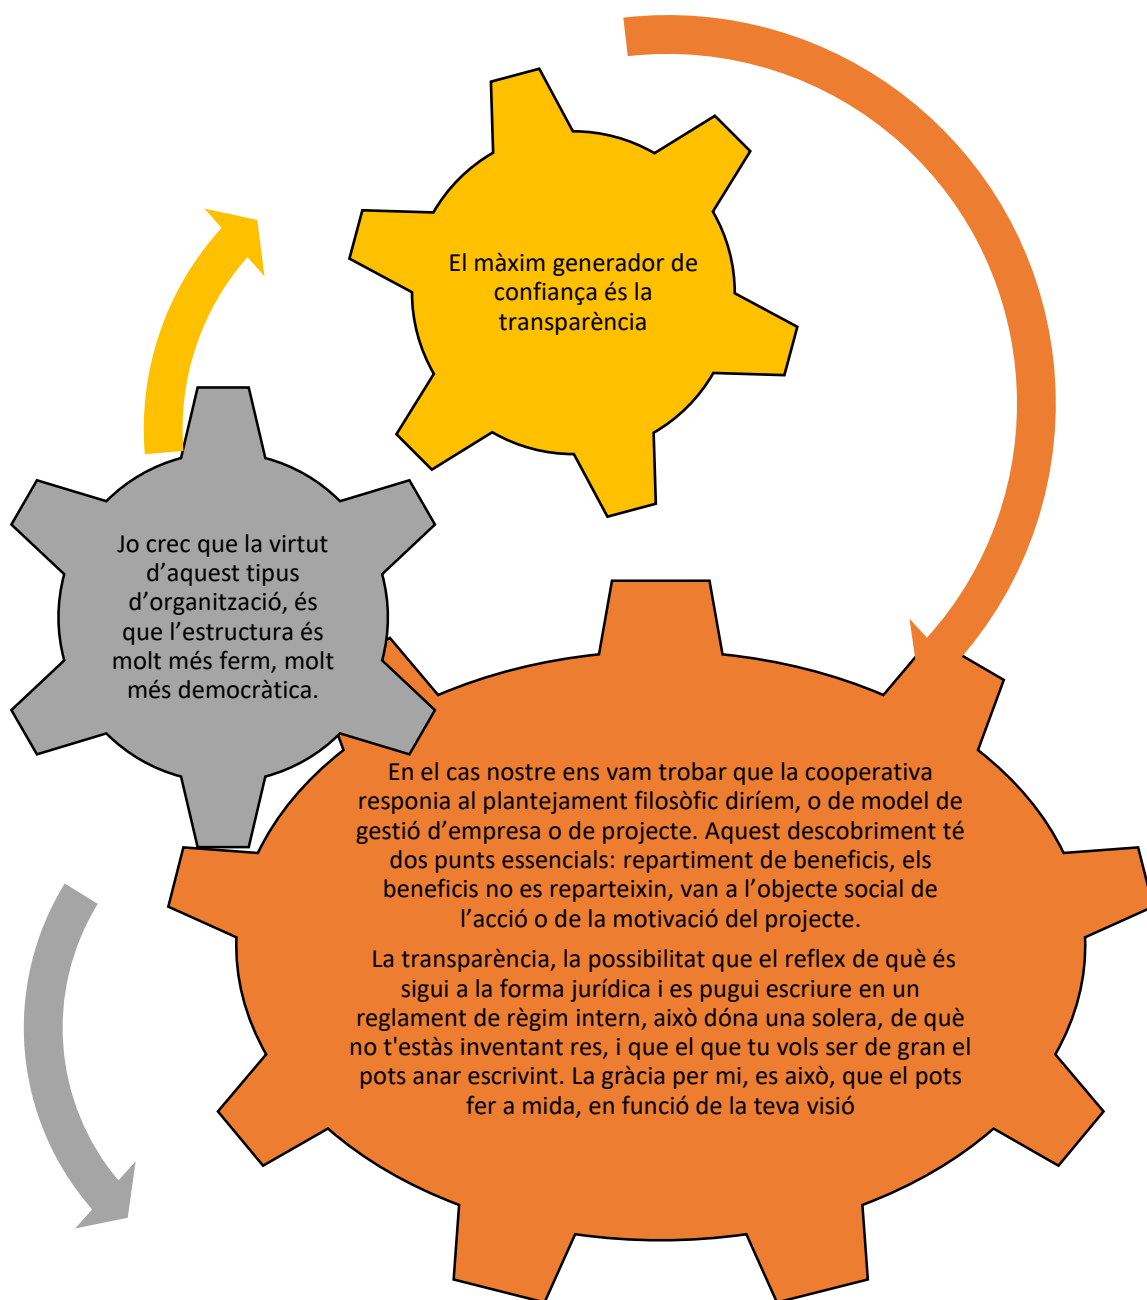 El màxim generador de
confiança és la
transparència
Jo crec que la virtut
d’aquest tipus
d’organització, és
que l’estructura és
molt més ferm, molt
més democràtica.
En el cas nostre ens vam trobar que la cooperativa
responia al plantejament filosòfic diríem, o de model de
gestió d’empresa o de projecte. Aquest descobriment té
dos punts essencials: repartiment de beneficis, els
beneficis no es reparteixin, van a l’objecte social de
l’acció o de la motivació del projecte.
La transparència, la possibilitat que el reflex de què és
sigui a la forma jurídica i es pugui escriure en un
reglament de règim intern, això dóna una solera, de què
no t'estàs inventant res, i que el que tu vols ser de gran el
pots anar escrivint. La gràcia per mi, es això, que el pots
fer a mida, en funció de la teva visió